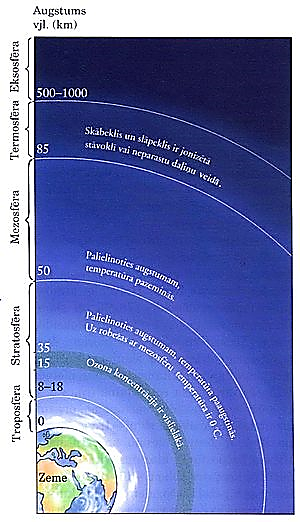 Augstums
vjl. (km)
Eksosfēra
500–1000
Termosfēra
Skābeklis un slāpeklis ir jonizētā
stāvoklī vai neparastu daļiņu veidā.
85
Mezosfēra
Palielinoties augstumam,
temperatūra pazeminās.
50
Stratosfēra
Palielinoties augstumam, temperatūra paaugstinās.
Uz robežas ar mezosfēru temperatūra ir 0°C.
35
15
Ozona koncentrācija ir vislielākā
8–18
Troposfēra
0
Zeme